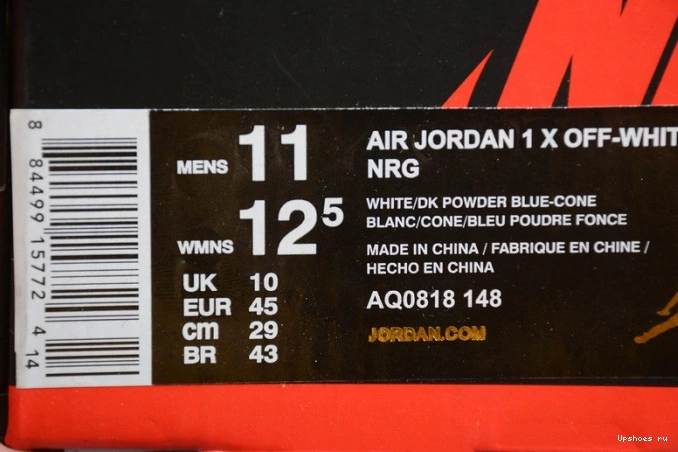 8 84499 15772 4 14
MENS 11
WMNS 12 5
UK 10
EUR 45
cm 29
BR 43
AIR JORDAN 1 X OFF-WHIT
NRG
WHITE/DK POWDER BLUE-CONE
BLANC/CONE/BLEU POUDRE FONCE
MADE IN CHINA / FABRIQUE EN CHINE /
HECHO EN CHINA
AQ0818 148
JORDAN.COM
Upshoes ru